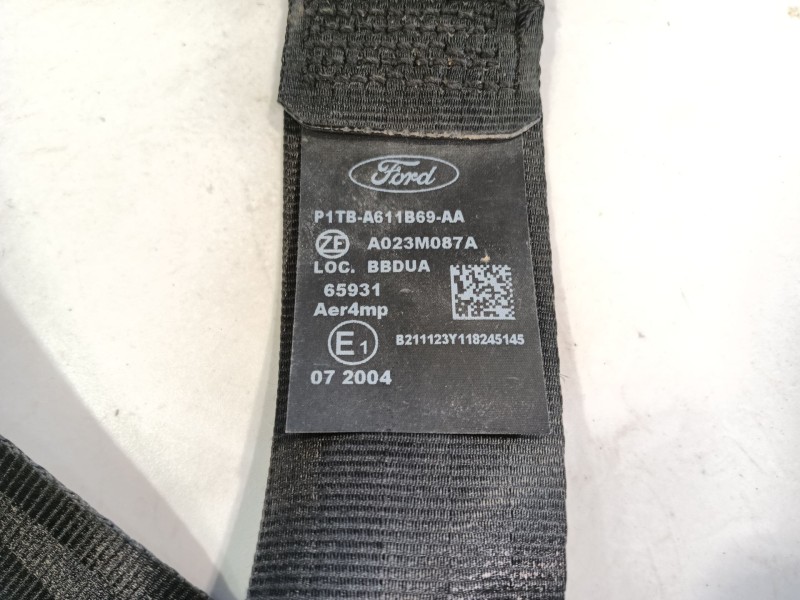 Ford
P1TB-A611B69-AA
ZF A023M087A
LOC. BBDUA
65931
Aer4mp
E1 B211123Y118245145
07 2004